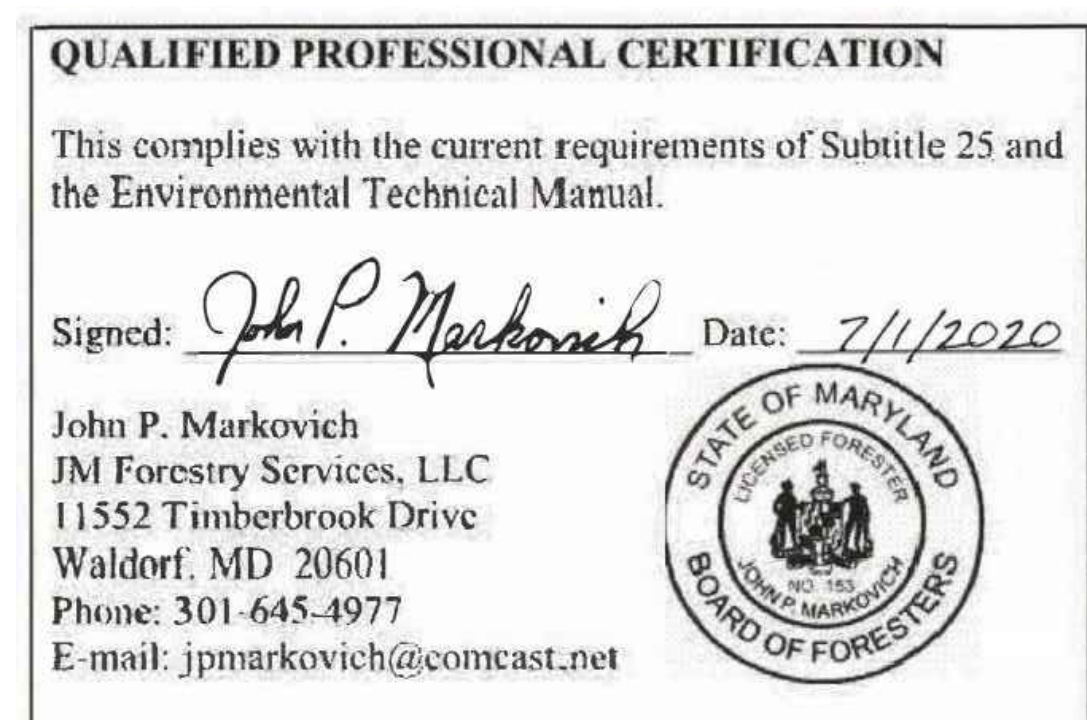 QUALIFIED PROFESSIONAL CERTIFICATION
This complies with the current requirements of Subtitle 25 and
the Environmental Technical Manual.
Signed: John P. Markovich Date: 7/1/2020
John P. Markovich
JM Forestry Services, LLC
11552 Timberbrook Drive
Waldorf, MD 20601
Phone: 301-645-4977
E-mail: jpmarkovich@comcast.net
STATE OF MARYLAND
LICENSED FORESTER
NO. 153
JOHN P. MARKOVICH
BOARD OF FORESTERS